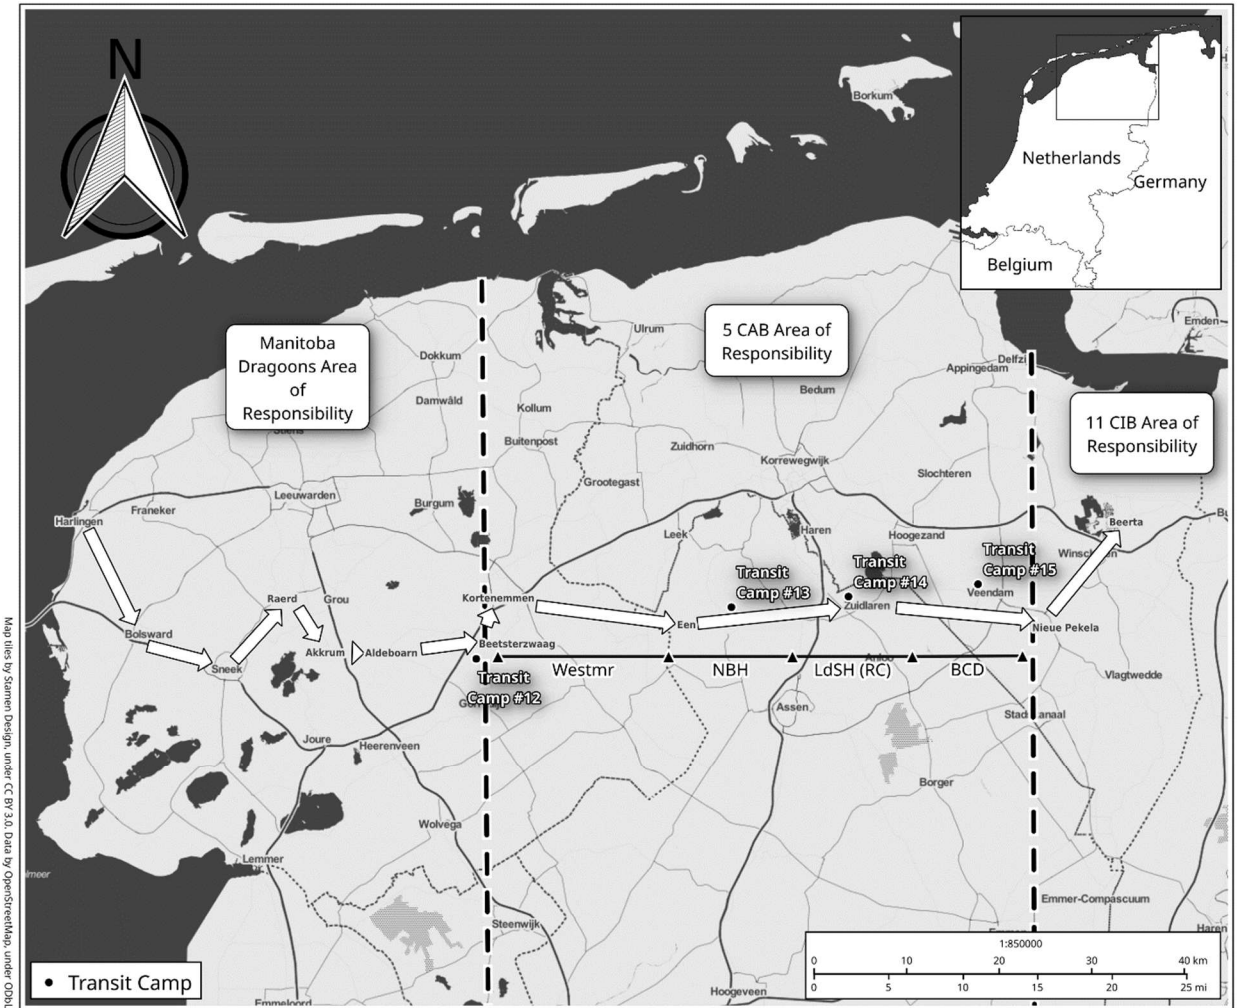 N
Borkum
Netherlands
Germany
Belgium
Emden
Manitoba
Dragoons Area
of
Responsibility
5 CAB Area of
Responsibility
11 CIB Area of
Responsibility
Ulrum
Dokkum
Delfzi
Appingedam
Bedum
Damwâld
Kollum
Stiens
Buitenpost
Zuidhorn
Korrewegwijk
Slochteren
Grootegast
Leeuwarden
Burgum
Franeker
Harlingen
Beerta
Leek
Haren
Hoogezand
Winschoten
Transit
Camp #13
Transit
Camp #14
Transit
Camp #15
Veendam
Raerd
Grou
Kortenemmen
Zuidlaren
Een
Nieue Pekela
Bolsward
Beetsterzwaag
Akkrum
Aldeboarn
Sneek
Westmr
NBH
LdSH (RC)
BCD
Anloo
Vlagtwedde
Transit
Camp #12
Assen
Joure
Heerenveen
Borger
Wolvega
Lemmer
lmeer
Emmer-Compascuum
Steenwijk
Haren
Hoogeveen
Emmeloord
Transit Camp
1:850000
0 10 20 30 40 km
0 5 10 15 20 25 mi
Map tiles by Stamen Design, under CC BY 3.0. Data by OpenStreetMap, under ODbL